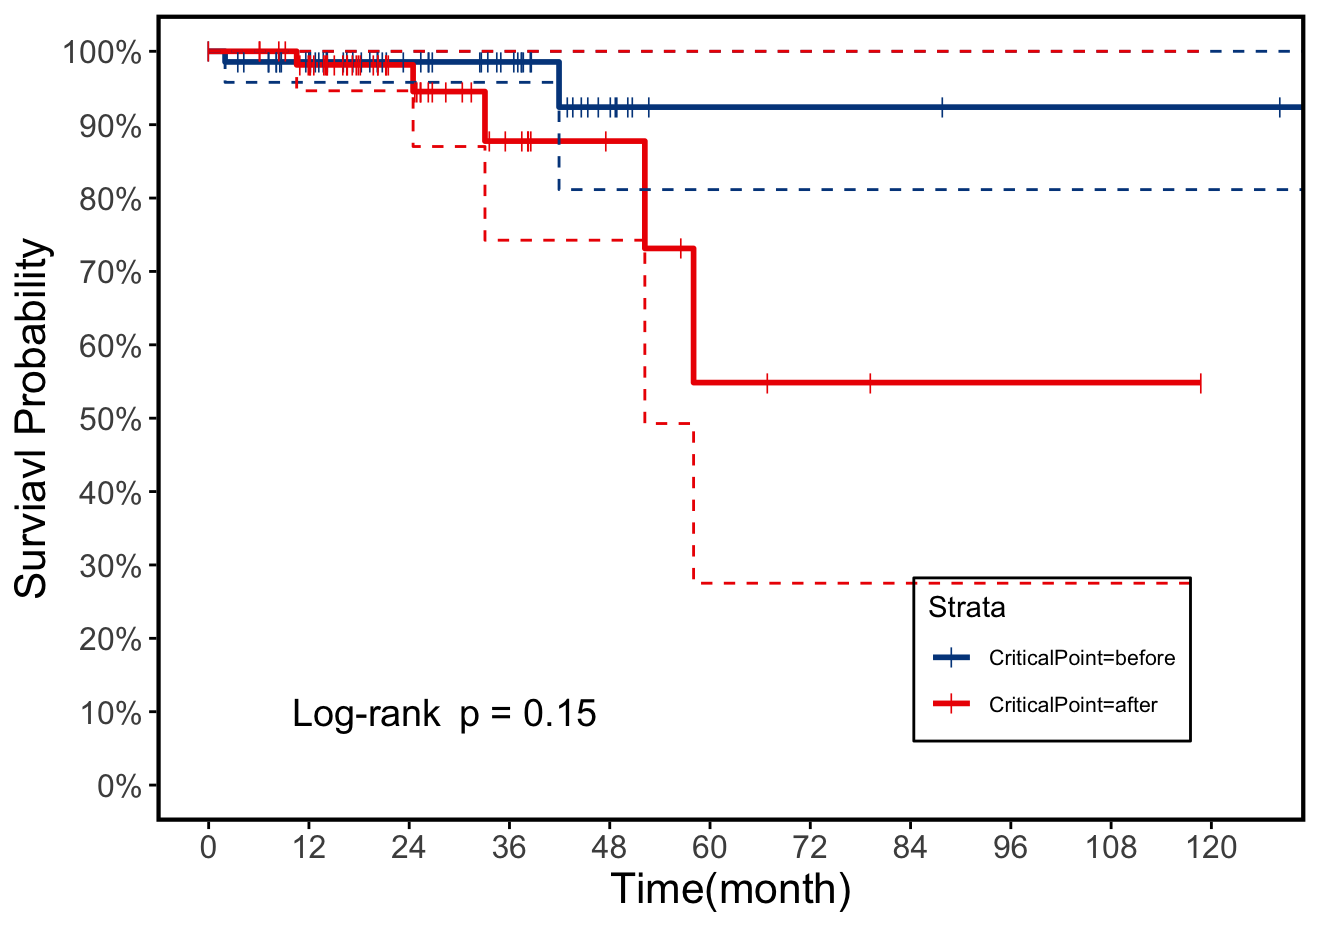 100%
90%
80%
70%
60%
50%
40%
30%
20%
10%
0%
Surviavl Probability
Log-rank p = 0.15
Strata
CriticalPoint=before
CriticalPoint=after
0 12 24 36 48 60 72 84 96 108 120
Time(month)